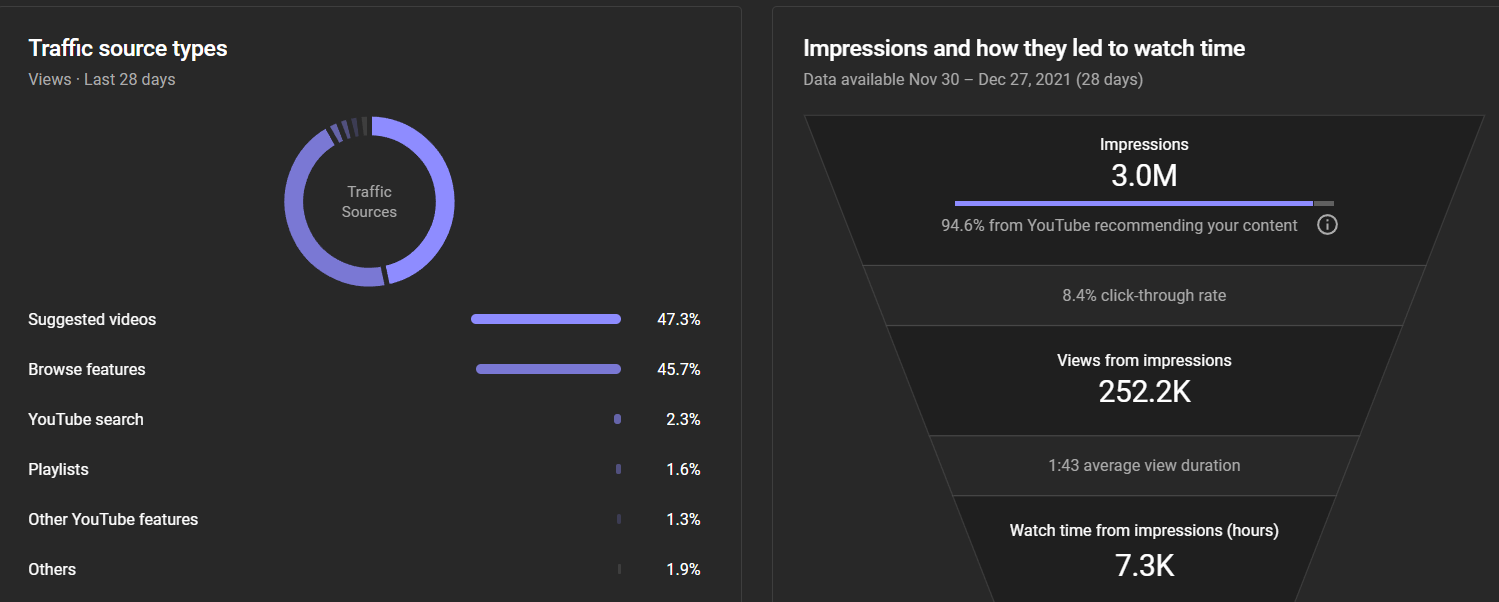 Traffic source types
Views · Last 28 days
Traffic
Sources
Suggested videos 47.3%
Browse features 45.7%
YouTube search 2.3%
Playlists 1.6%
Other YouTube features 1.3%
Others 1.9%
Impressions and how they led to watch time
Data available Nov 30 – Dec 27, 2021 (28 days)
Impressions
3.0M
94.6% from YouTube recommending your content
8.4% click-through rate
Views from impressions
252.2K
1:43 average view duration
Watch time from impressions (hours)
7.3K